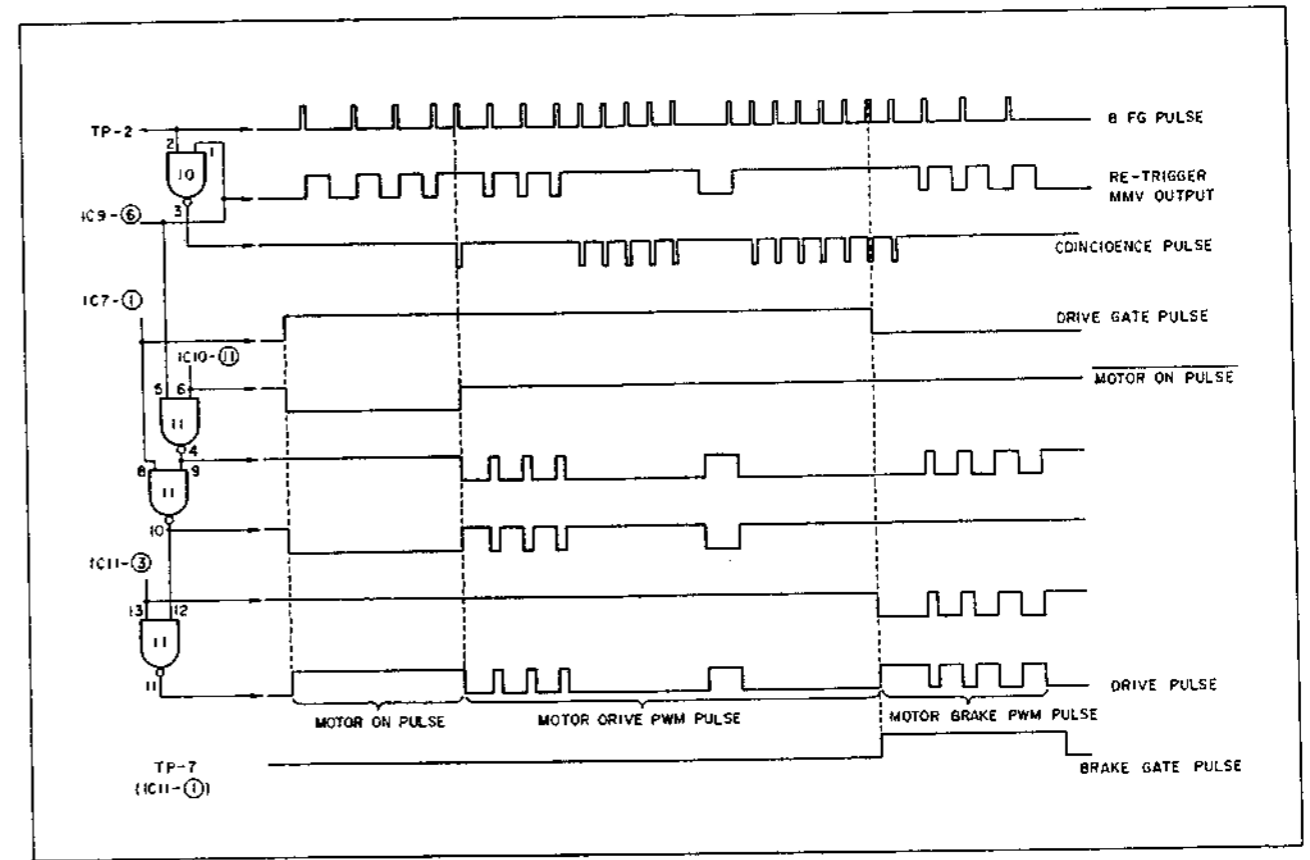 TP-2
2
1
10
3
8 FG PULSE
RE-TRIGGER
MMV OUTPUT
IC9-⑥
COINCIDENCE PULSE
IC7-①
DRIVE GATE PULSE
IC10-⑪
5 6
11
4
MOTOR ON PULSE
8 9
11
10
IC11-③
13 12
11
11
DRIVE PULSE
MOTOR ON PULSE
MOTOR DRIVE PWM PULSE
MOTOR BRAKE PWM PULSE
TP-7
(IC11-①)
BRAKE GATE PULSE